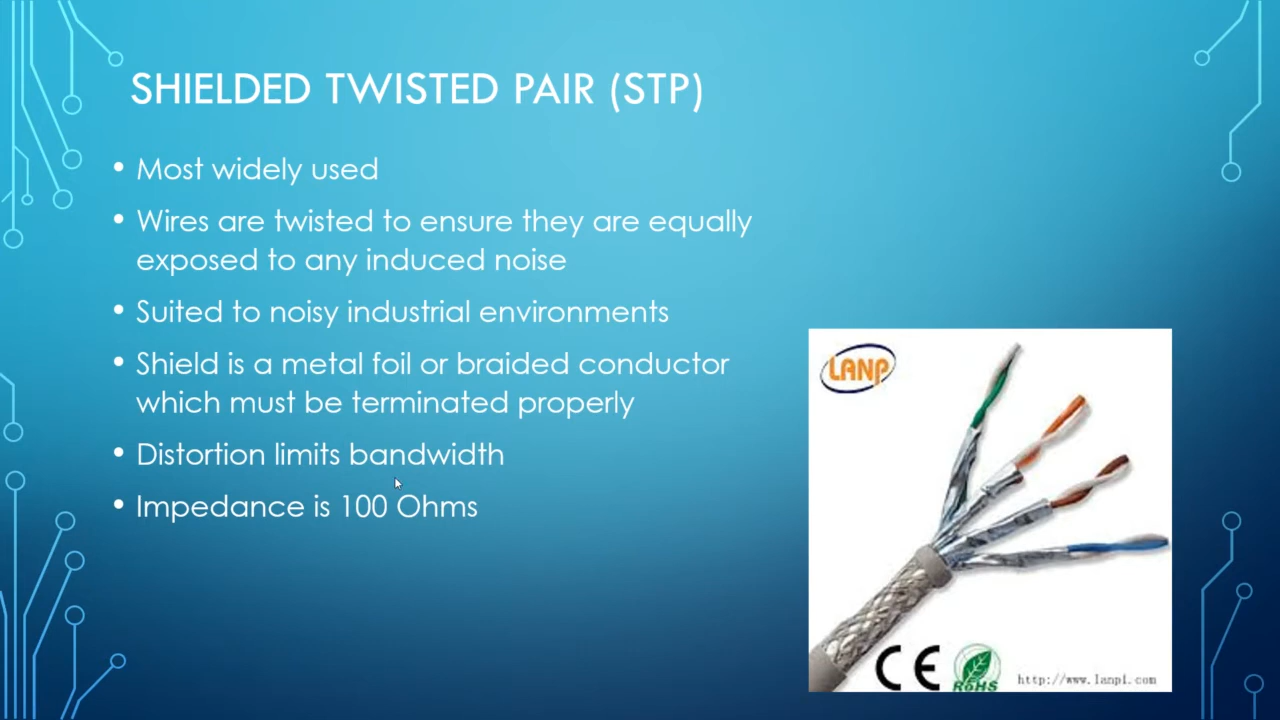 SHIELDED TWISTED PAIR (STP)
• Most widely used
• Wires are twisted to ensure they are equally
exposed to any induced noise
• Suited to noisy industrial environments
• Shield is a metal foil or braided conductor
which must be terminated properly
• Distortion limits bandwidth
• Impedance is 100 Ohms
LANP
CE
RoHS
http://www.lanp1.com